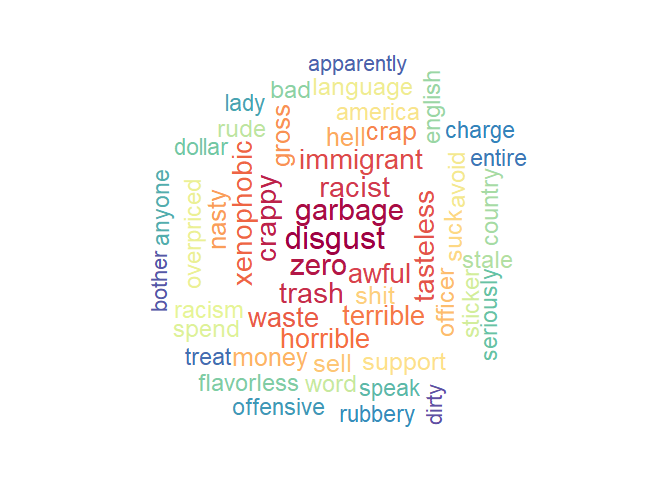 apparently
bad language
lady
america
english
rude
gross
hell crap
charge
dollar
immigrant
entire
xenophobic
racist
avoid
anyone
nasty
crappy
garbage
tasteless
suck
country
overpriced
disgust
stale
zero awful
bother
trash
shit
officer
sticker
seriously
racism
waste
terrible
spend
horrible
treat money
sell
support
flavorless
word
speak
offensive
rubbery
dirty